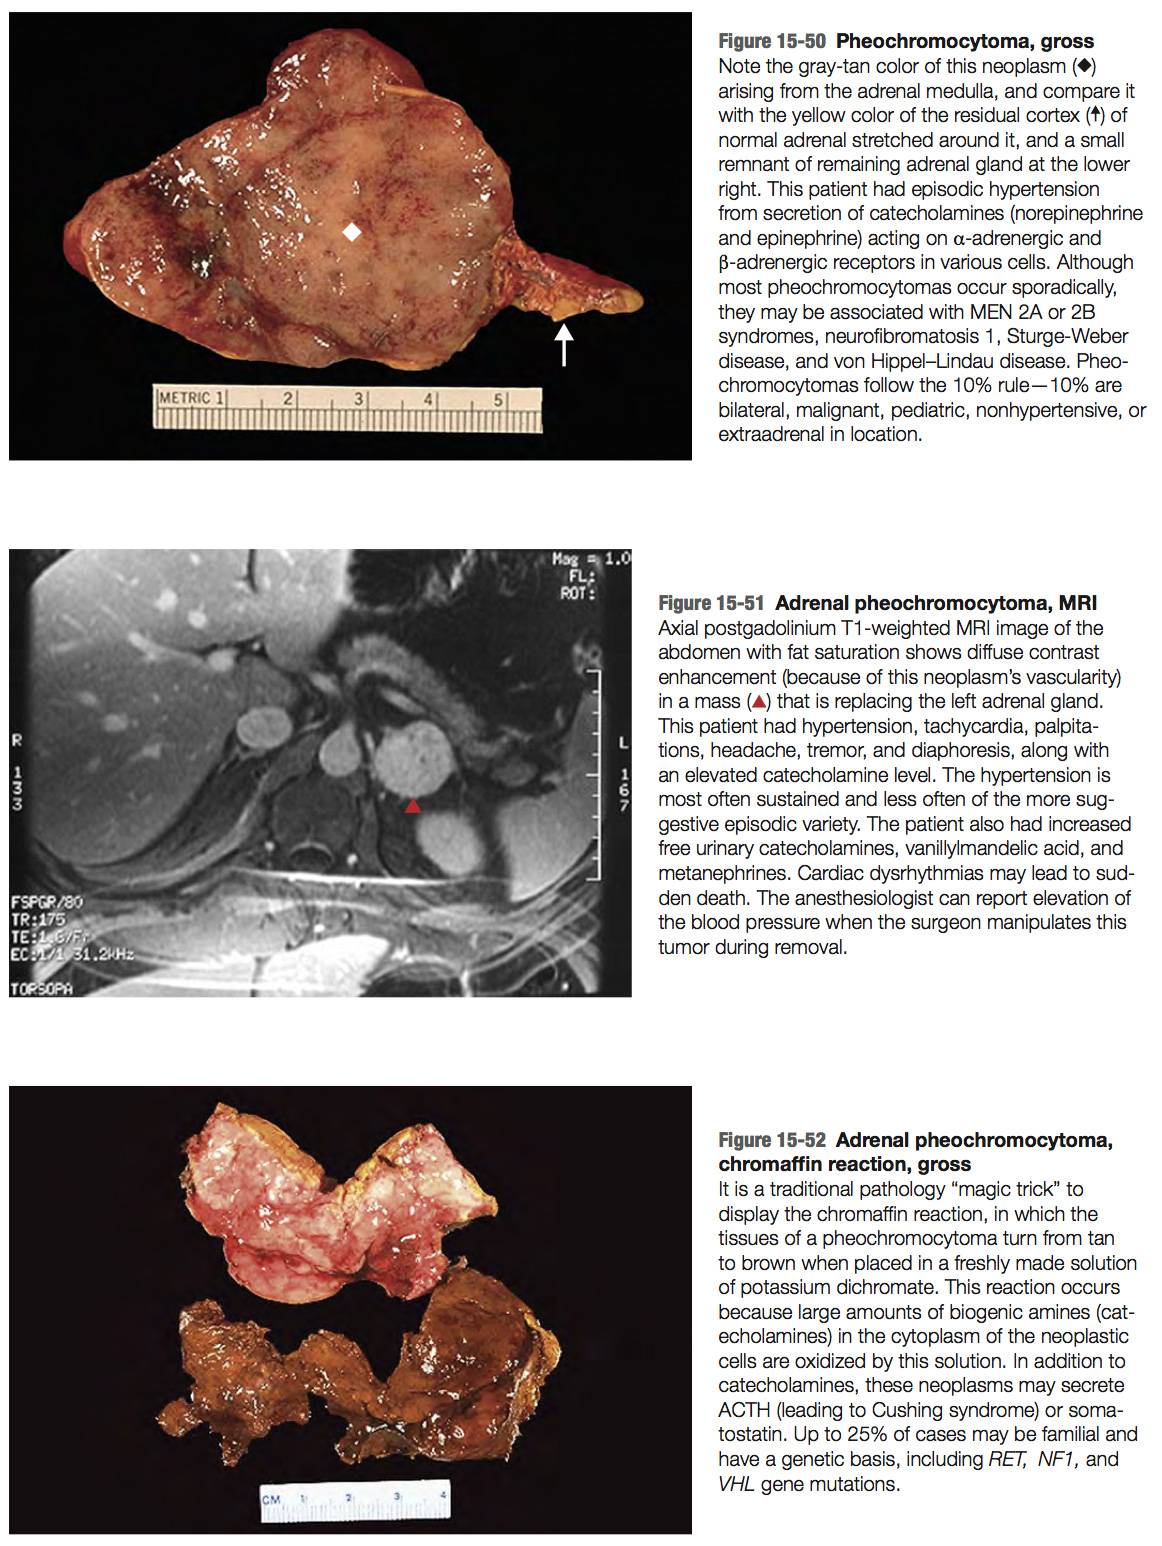 Figure 15-50 Pheochromocytoma, gross
Note the gray-tan color of this neoplasm (◆)
arising from the adrenal medulla, and compare it
with the yellow color of the residual cortex (↑) of
normal adrenal stretched around it, and a small
remnant of remaining adrenal gland at the lower
right. This patient had episodic hypertension
from secretion of catecholamines (norepinephrine
and epinephrine) acting on α-adrenergic and
β-adrenergic receptors in various cells. Although
most pheochromocytomas occur sporadically,
they may be associated with MEN 2A or 2B
syndromes, neurofibromatosis 1, Sturge-Weber
disease, and von Hippel–Lindau disease. Pheo-
chromocytomas follow the 10% rule—10% are
bilateral, malignant, pediatric, nonhypertensive, or
extraadrenal in location.
METRIC 1 2 3 4 5
Mag = 1.0
FL:
ROT:
R
133
L
167
FSPGR/80
TR:175
EC:1/1 31.2kHz
TORSOPA
Figure 15-51 Adrenal pheochromocytoma, MRI
Axial postgadolinium T1-weighted MRI image of the
abdomen with fat saturation shows diffuse contrast
enhancement (because of this neoplasm's vascularity)
in a mass (▲) that is replacing the left adrenal gland.
This patient had hypertension, tachycardia, palpita-
tions, headache, tremor, and diaphoresis, along with
an elevated catecholamine level. The hypertension is
most often sustained and less often of the more sug-
gestive episodic variety. The patient also had increased
free urinary catecholamines, vanillylmandelic acid, and
metanephrines. Cardiac dysrhythmias may lead to sud-
den death. The anesthesiologist can report elevation of
the blood pressure when the surgeon manipulates this
tumor during removal.
Figure 15-52 Adrenal pheochromocytoma,
chromaffin reaction, gross
It is a traditional pathology “magic trick” to
display the chromaffin reaction, in which the
tissues of a pheochromocytoma turn from tan
to brown when placed in a freshly made solution
of potassium dichromate. This reaction occurs
because large amounts of biogenic amines (cat-
echolamines) in the cytoplasm of the neoplastic
cells are oxidized by this solution. In addition to
catecholamines, these neoplasms may secrete
ACTH (leading to Cushing syndrome) or soma-
tostatin. Up to 25% of cases may be familial and
have a genetic basis, including RET, NF1, and
VHL gene mutations.
CM 1 2 3 4